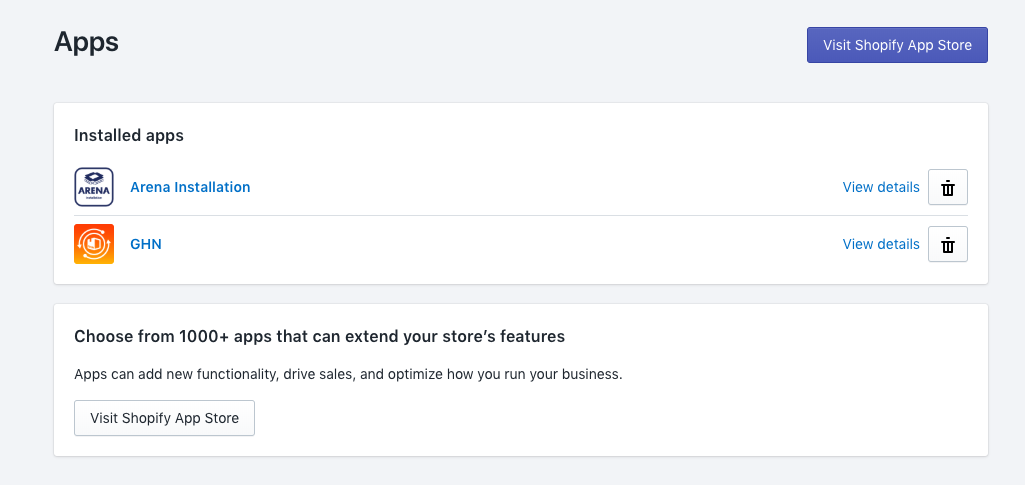 Apps
Visit Shopify App Store
Installed apps
ARENA
installation
Arena Installation
View details
GHN
View details
Choose from 1000+ apps that can extend your store’s features
Apps can add new functionality, drive sales, and optimize how you run your business.
Visit Shopify App Store